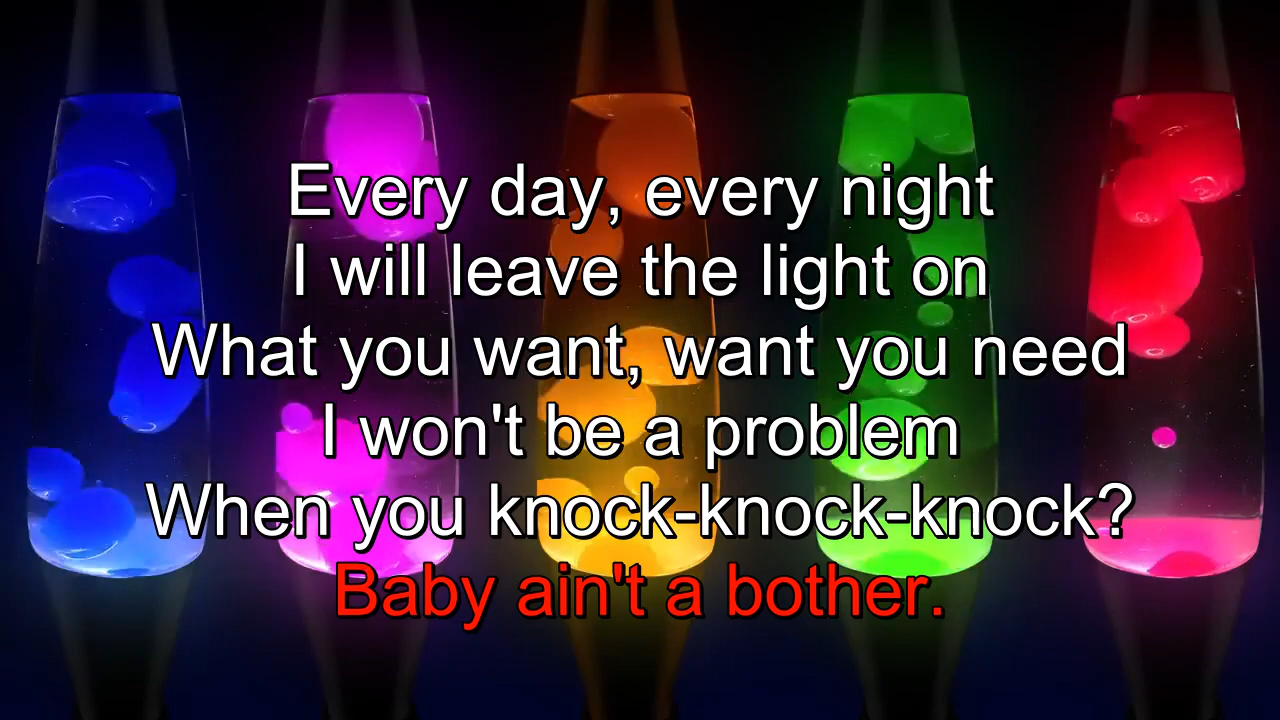 Every day, every night
I will leave the light on
What you want, want you need
I won't be a problem
When you knock-knock-knock?
Baby ain't a bother.